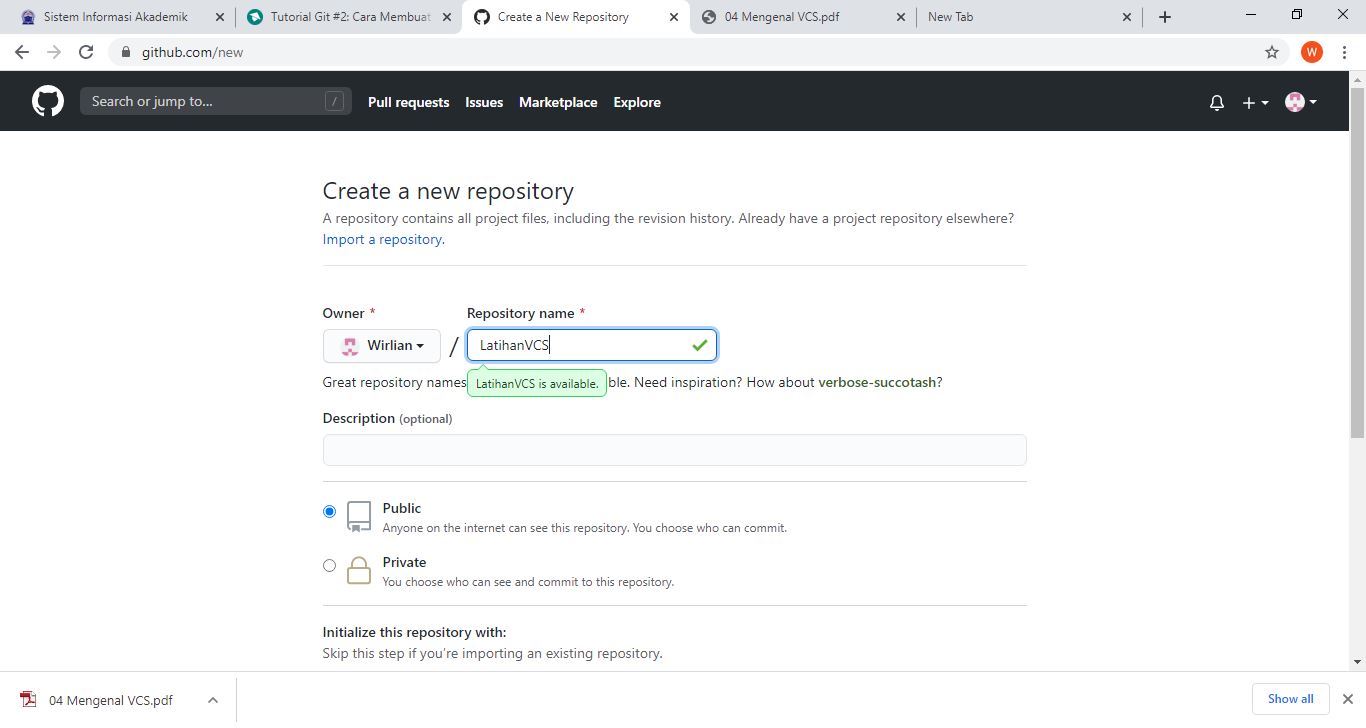 Sistem Informasi Akademik
Tutorial Git #2: Cara Membuat
Create a New Repository
04 Mengenal VCS.pdf
New Tab
github.com/new
W
Search or jump to...
/
Pull requests
Issues
Marketplace
Explore
Create a new repository
A repository contains all project files, including the revision history. Already have a project repository elsewhere?
Import a repository.
Owner *
Repository name *
Wirlian
/
LatihanVCS
Great repository names
LatihanVCS is available.
ble. Need inspiration? How about verbose-succotash?
Description (optional)
Public
Anyone on the internet can see this repository. You choose who can commit.
Private
You choose who can see and commit to this repository.
Initialize this repository with:
Skip this step if you're importing an existing repository.
04 Mengenal VCS.pdf
Show all